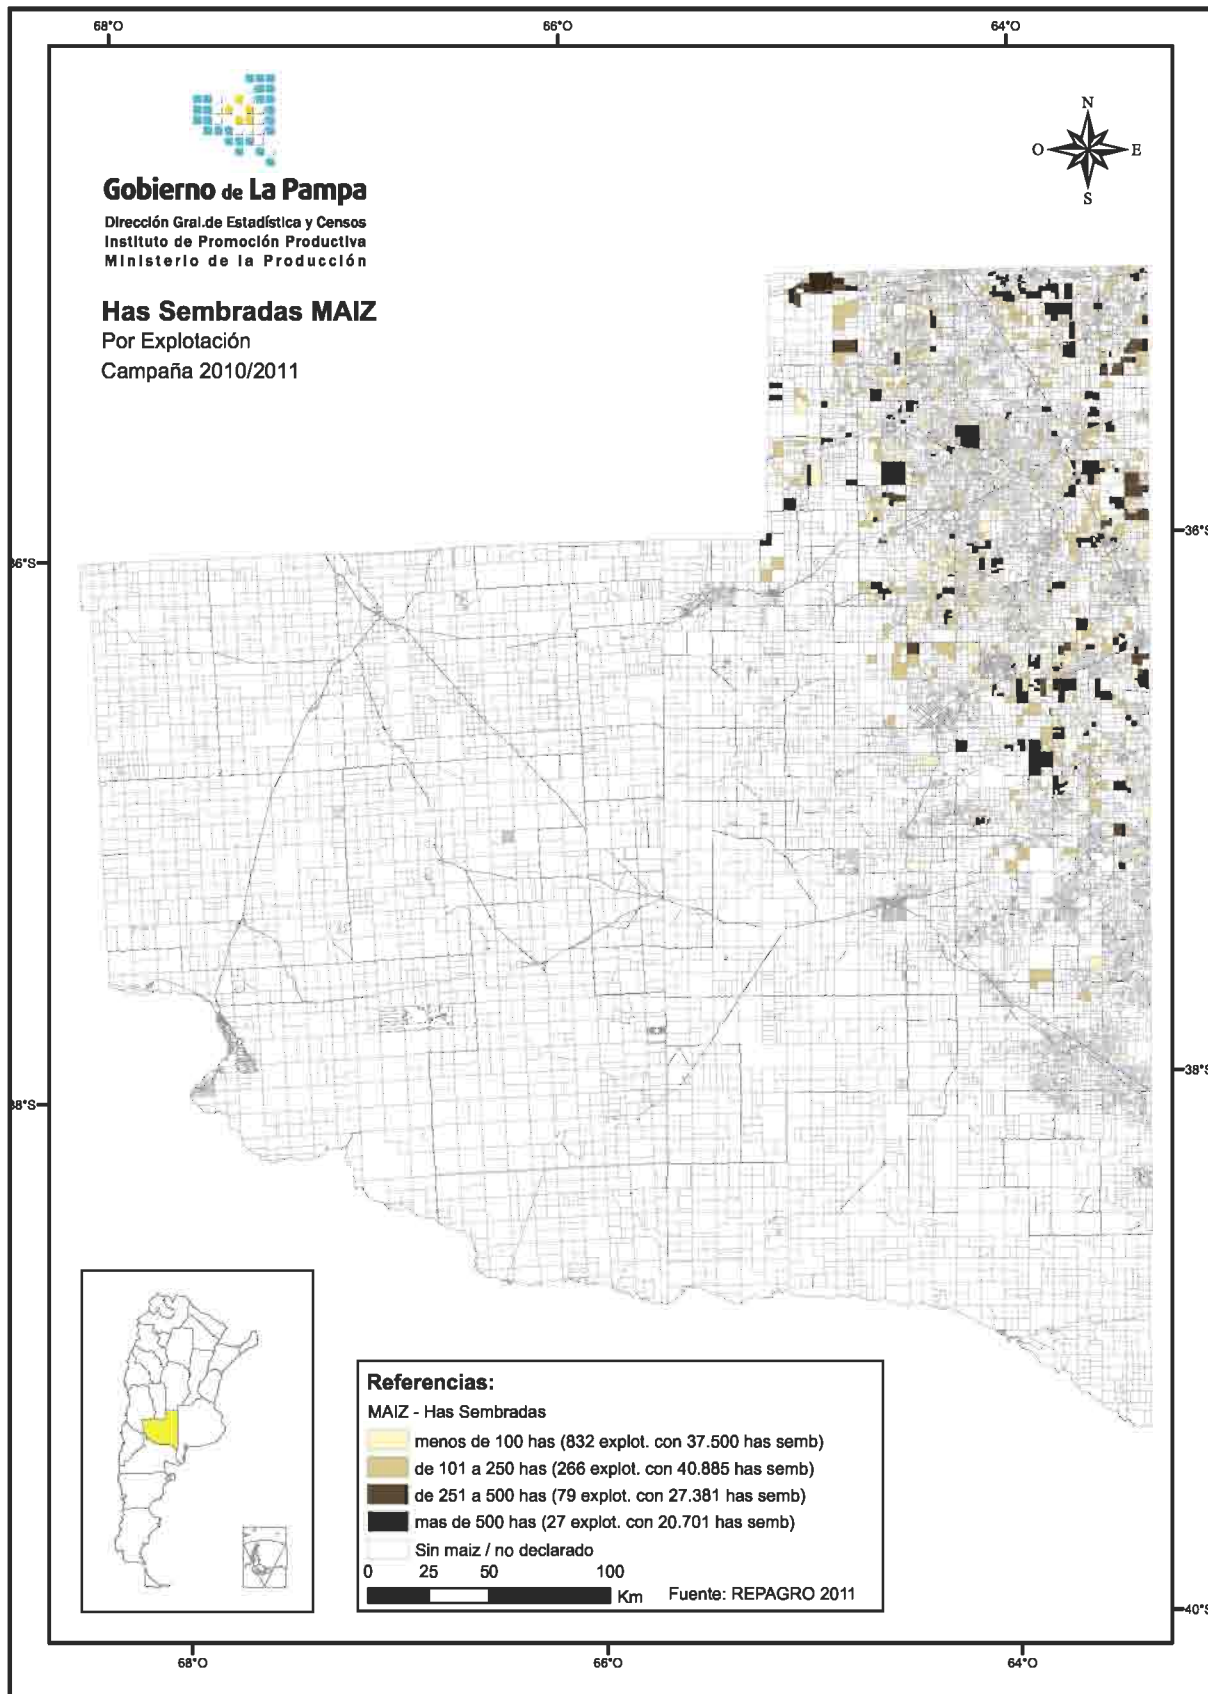 68°O 66°O 64°O
N
O E
S
Gobierno de La Pampa
Dirección Gral.de Estadística y Censos
Instituto de Promoción Productiva
Ministerio de la Producción
Has Sembradas MAIZ
Por Explotación
Campaña 2010/2011
36°S
36°S
38°S
38°S
Referencias:
MAIZ - Has Sembradas
menos de 100 has (832 explot. con 37.500 has semb)
de 101 a 250 has (266 explot. con 40.885 has semb)
de 251 a 500 has (79 explot. con 27.381 has semb)
mas de 500 has (27 explot. con 20.701 has semb)
Sin maiz / no declarado
0 25 50 100
Km Fuente: REPAGRO 2011
40°S
68°O 66°O 64°O